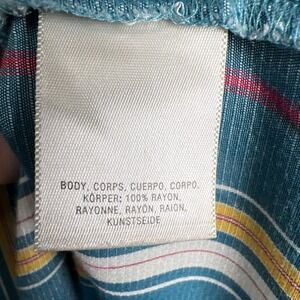 BODY, CORPS, CUERPO, CORPO,
KÖRPER: 100% RAYON,
RAYONNE, RAYÓN, RAION,
KUNSTSEIDE